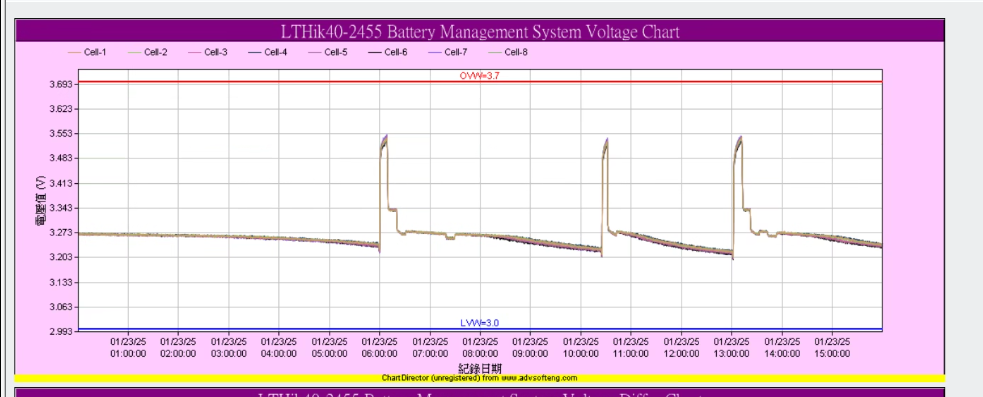 LTHik40-2455 Battery Management System Voltage Chart
Cell-1 Cell-2 Cell-3 Cell-4 Cell-5 Cell-6 Cell-7 Cell-8
OVW=3.7
3.693
3.623
3.553
3.483
3.413
3.343
3.273
3.203
3.133
3.063
2.993
電壓值 (V)
LVW=3.0
01/23/25 01/23/25 01/23/25 01/23/25 01/23/25 01/23/25 01/23/25 01/23/25 01/23/25 01/23/25 01/23/25 01/23/25 01/23/25 01/23/25 01/23/25
01:00:00 02:00:00 03:00:00 04:00:00 05:00:00 06:00:00 07:00:00 08:00:00 09:00:00 10:00:00 11:00:00 12:00:00 13:00:00 14:00:00 15:00:00
紀錄日期
ChartDirector (unregistered) from www.advsofteng.com